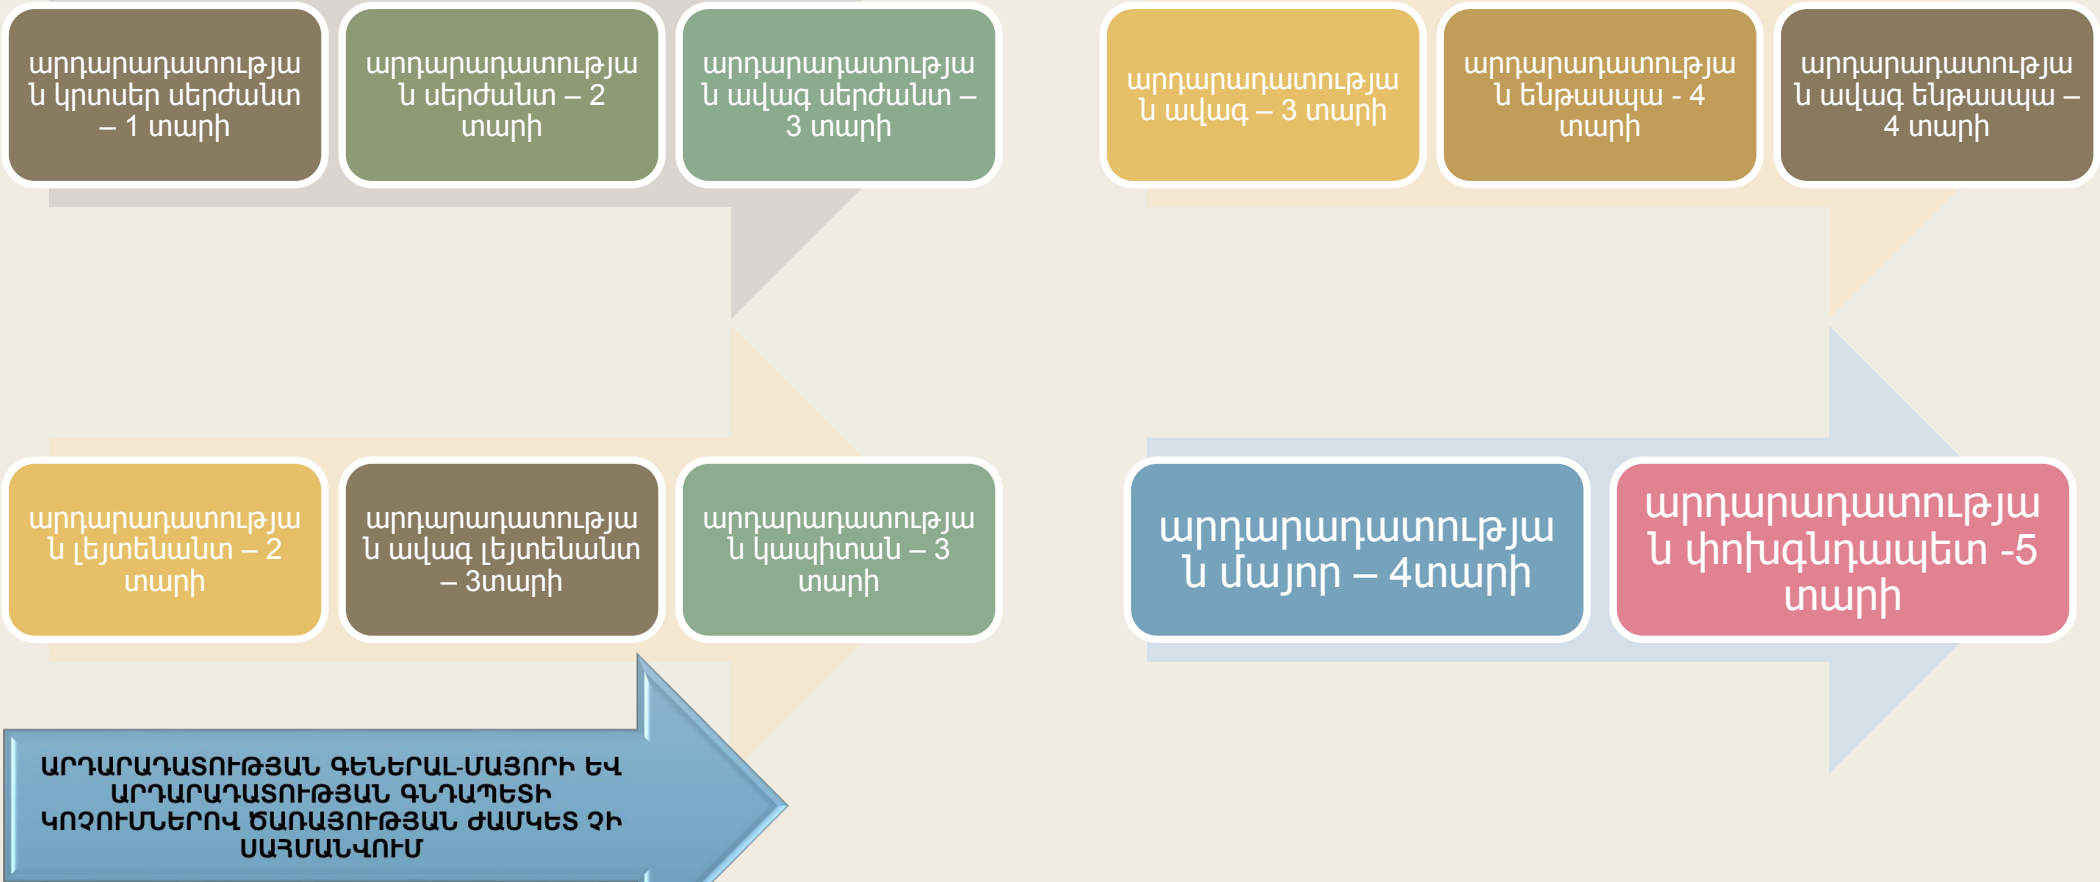 արդարադատությա
ն կրտսեր սերժանտ
– 1 տարի
արդարադատությա
ն սերժանտ – 2
տարի
արդարադատությա
ն ավագ սերժանտ –
3 տարի
արդարադատությա
ն ավագ – 3 տարի
արդարադատությա
ն ենթասպա - 4
տարի
արդարադատությա
ն ավագ ենթասպա –
4 տարի
արդարադատությա
ն լեյտենանտ – 2
տարի
արդարադատությա
ն ավագ լեյտենանտ
– 3տարի
արդարադատությա
ն կապիտան – 3
տարի
արդարադատությա
ն մայոր – 4տարի
արդարադատությա
ն փոխգնդապետ -5
տարի
ԱՐԴԱՐԱԴԱՏՈՒԹՅԱՆ ԳԵՆԵՐԱԼ-ՄԱՅՈՐԻ ԵՎ
ԱՐԴԱՐԱԴԱՏՈՒԹՅԱՆ ԳՆԴԱՊԵՏԻ
ԿՈՉՈՒՄՆԵՐՈՎ ԾԱՌԱՅՈՒԹՅԱՆ ԺԱՄԿԵՏ ՉԻ
ՍԱՀՄԱՆՎՈՒՄ